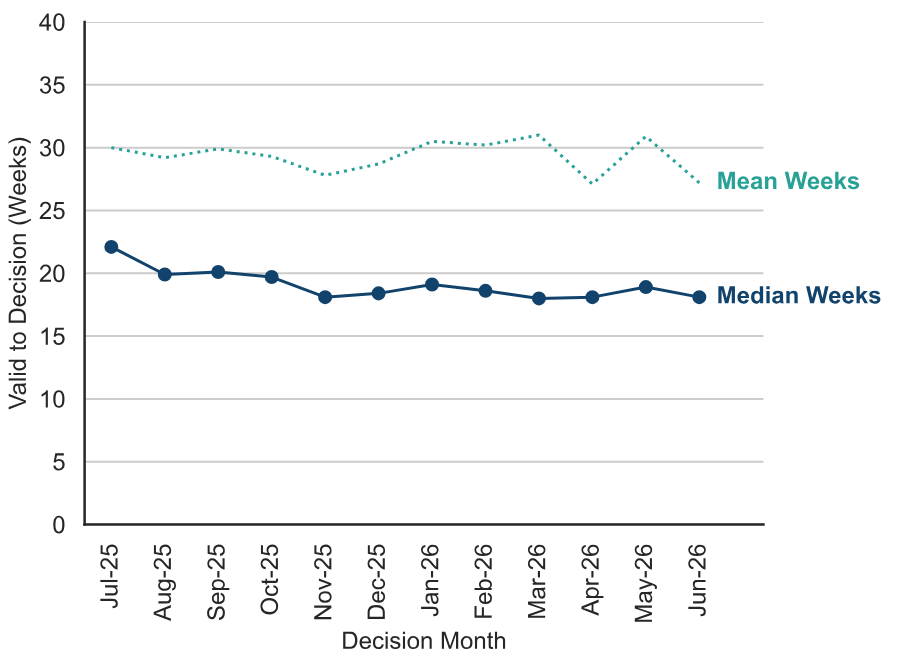 Valid to Decision (Weeks)
40
35
30
25
20
15
10
5
0
Mean Weeks
Median Weeks
Jul-25
Aug-25
Sep-25
Oct-25
Nov-25
Dec-25
Jan-26
Feb-26
Mar-26
Apr-26
May-26
Jun-26
Decision Month